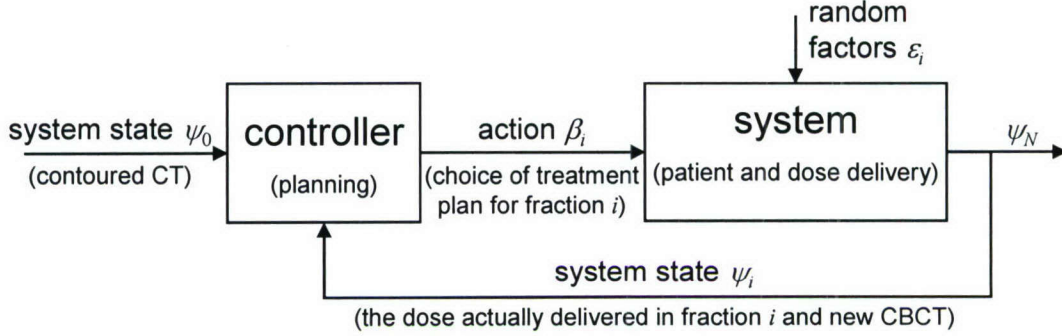 random
factors εᵢ
system state ψ₀
(contoured CT)
controller
(planning)
action βᵢ
(choice of treatment
plan for fraction i)
system
(patient and dose delivery)
ψ_N
system state ψᵢ
(the dose actually delivered in fraction i and new CBCT)